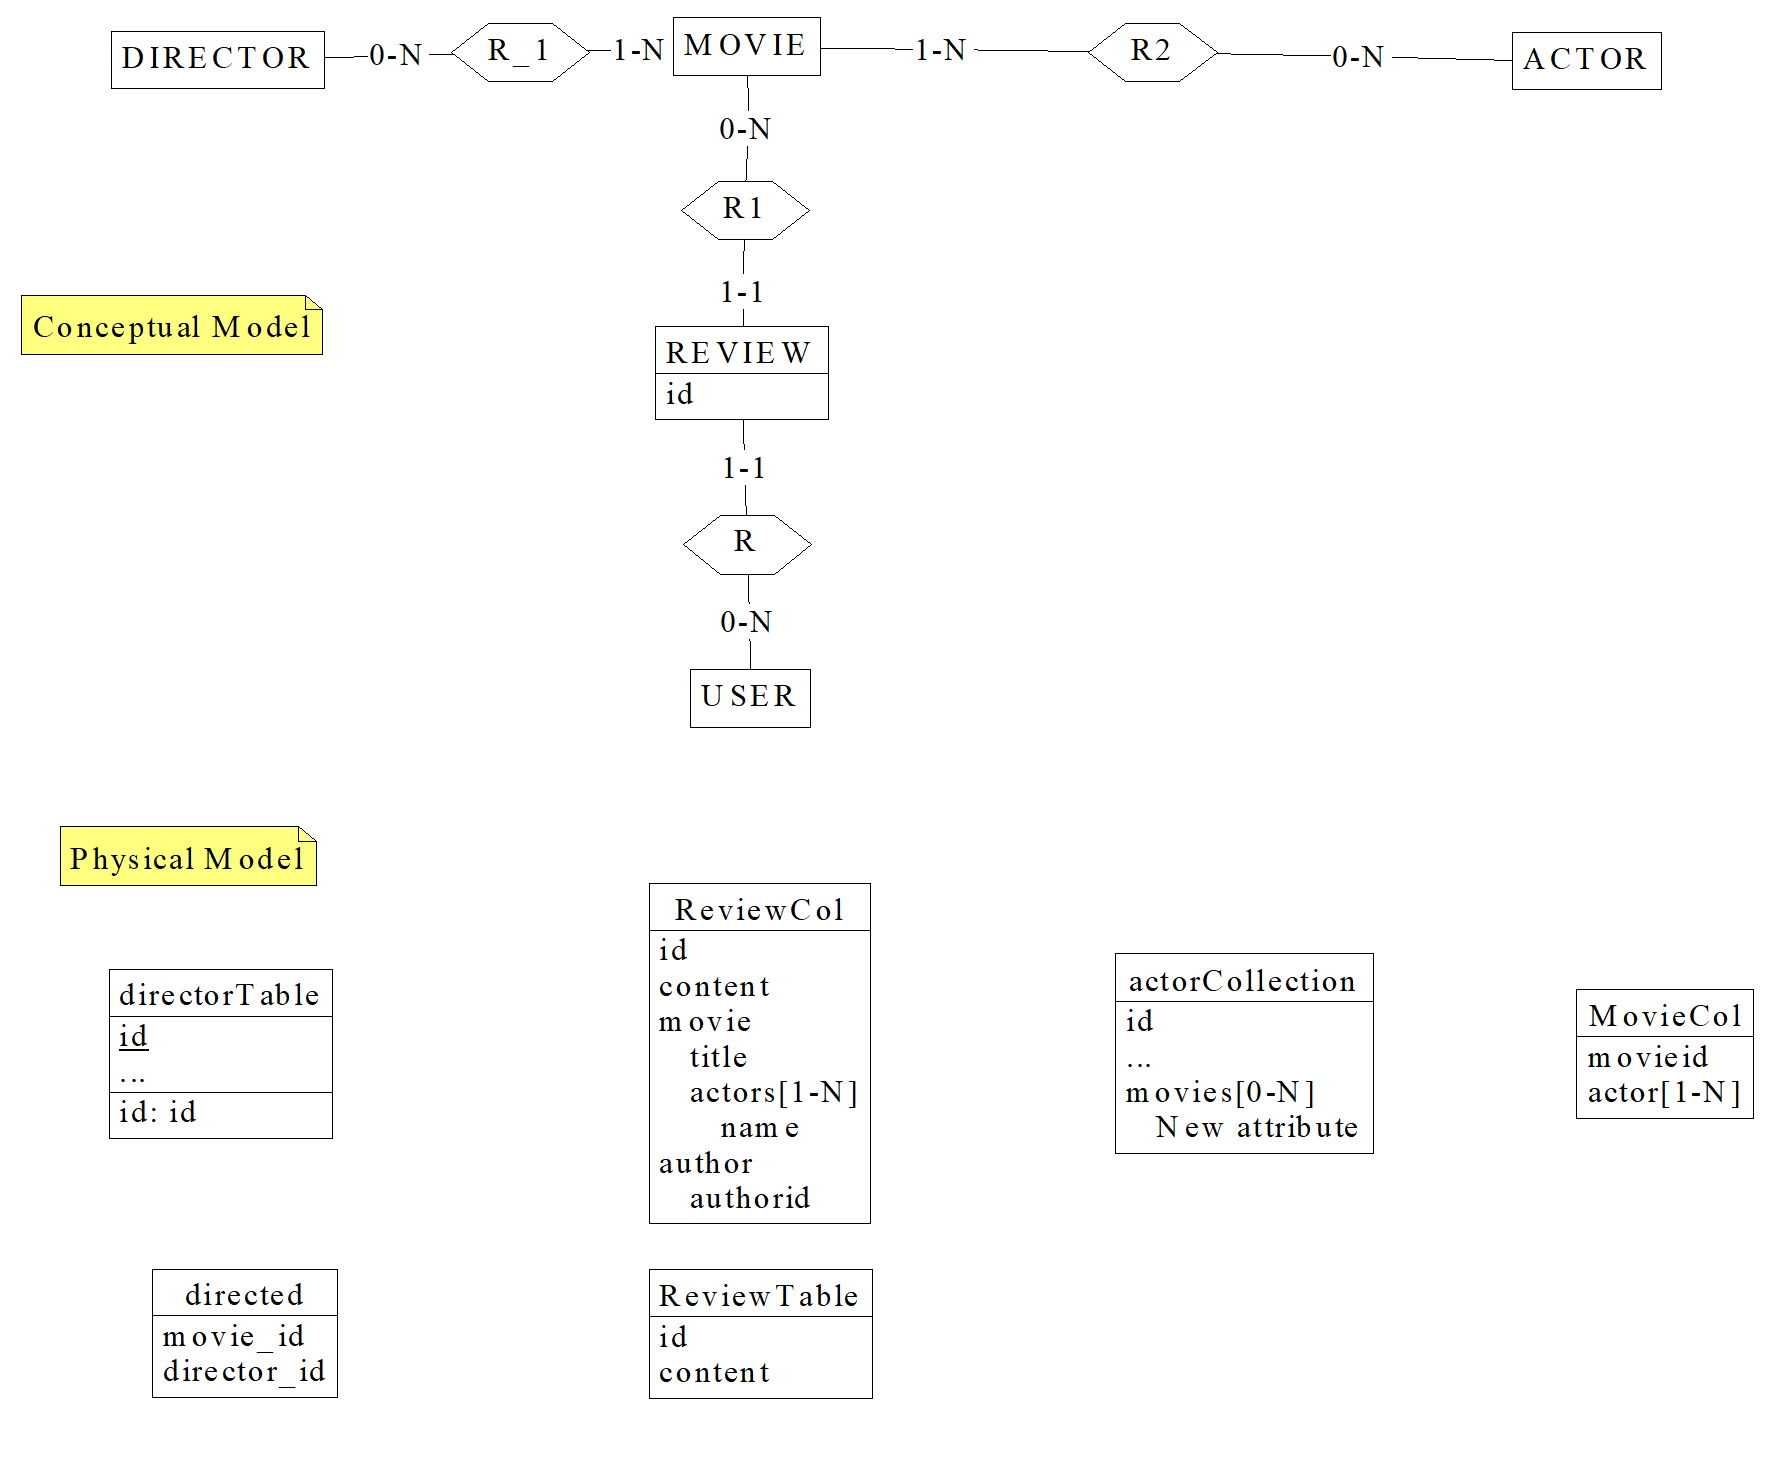 DIRECTOR
0-N
R_1
1-N
MOVIE
1-N
R2
0-N
ACTOR
0-N
R1
1-1
Conceptual Model
REVIEW
id
1-1
R
0-N
USER
Physical Model
directorTable
id
...
id: id
ReviewCol
id
content
movie
title
actors[1-N]
name
author
authorid
actorCollection
id
...
movies[0-N]
New attribute
MovieCol
movieid
actor[1-N]
directed
movie_id
director_id
ReviewTable
id
content